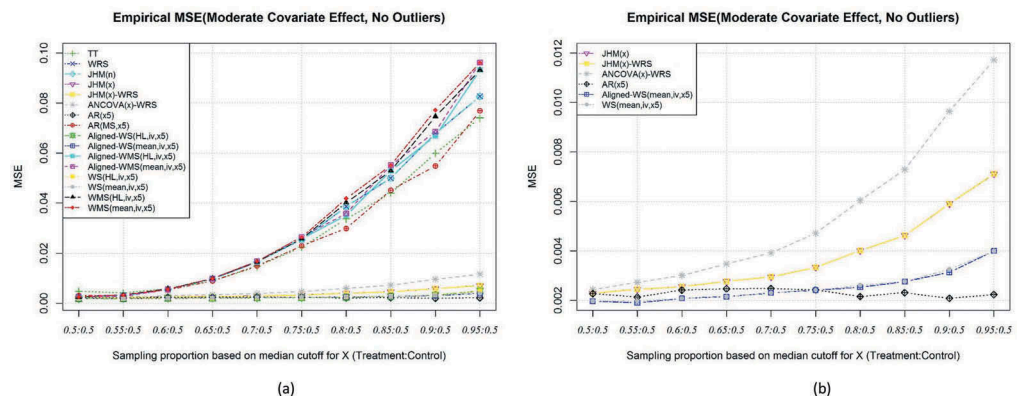 Empirical MSE(Moderate Covariate Effect, No Outliers)
MSE
0.10
0.08
0.06
0.04
0.02
0.00
TT
WRS
JHM(n)
JHM(x)
JHM(x)-WRS
ANCOVA(x)-WRS
AR(x5)
AR(MS,x5)
Aligned-WS(HL,iv,x5)
Aligned-WS(mean,iv,x5)
Aligned-WMS(HL,iv,x5)
Aligned-WMS(mean,iv,x5)
WS(HL,iv,x5)
WS(mean,iv,x5)
WMS(HL,iv,x5)
WMS(mean,iv,x5)
0.5:0.5 0.55:0.5 0.6:0.5 0.65:0.5 0.7:0.5 0.75:0.5 0.8:0.5 0.85:0.5 0.9:0.5 0.95:0.5
Sampling proportion based on median cutoff for X (Treatment:Control)
(a)
Empirical MSE(Moderate Covariate Effect, No Outliers)
MSE
0.012
0.010
0.008
0.006
0.004
0.002
JHM(x)
JHM(x)-WRS
ANCOVA(x)-WRS
AR(x5)
Aligned-WS(mean,iv,x5)
WS(mean,iv,x5)
0.5:0.5 0.55:0.5 0.6:0.5 0.65:0.5 0.7:0.5 0.75:0.5 0.8:0.5 0.85:0.5 0.9:0.5 0.95:0.5
Sampling proportion based on median cutoff for X (Treatment:Control)
(b)